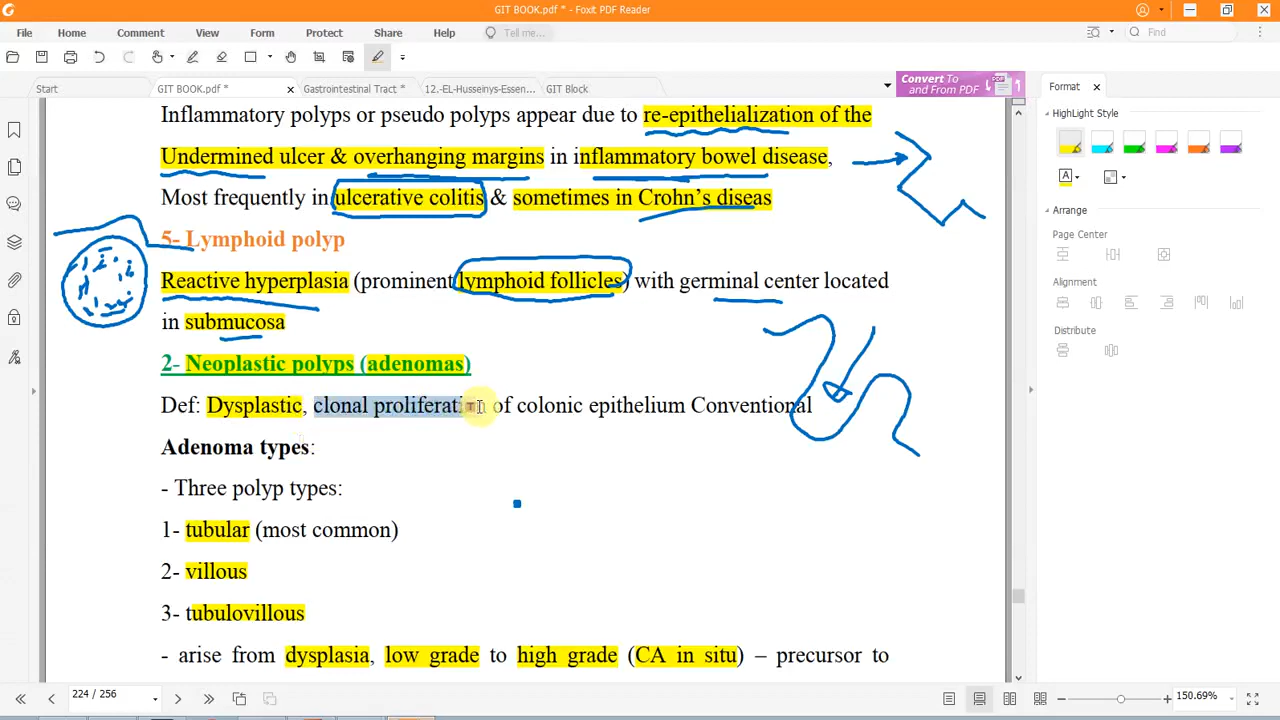 GIT BOOK.pdf * - Foxit PDF Reader
File Home Comment View Form Protect Share Help Tell me... Find
Start GIT BOOK.pdf * Gastrointestinal Tract * 12.-EL-Husseinys-Essen... GIT Block
Convert To
and From PDF
Format
HighLight Style
Arrange
Page Center
Alignment
Distribute
Inflammatory polyps or pseudo polyps appear due to re-epithelialization of the
Undermined ulcer & overhanging margins in inflammatory bowel disease,
Most frequently in ulcerative colitis & sometimes in Crohn's diseas
5- Lymphoid polyp
Reactive hyperplasia (prominent lymphoid follicles) with germinal center located
in submucosa
2- Neoplastic polyps (adenomas)
Def: Dysplastic, clonal proliferation of colonic epithelium Conventional
Adenoma types:
- Three polyp types:
1- tubular (most common)
2- villous
3- tubulovillous
- arise from dysplasia, low grade to high grade (CA in situ) – precursor to
224 / 256
150.69%